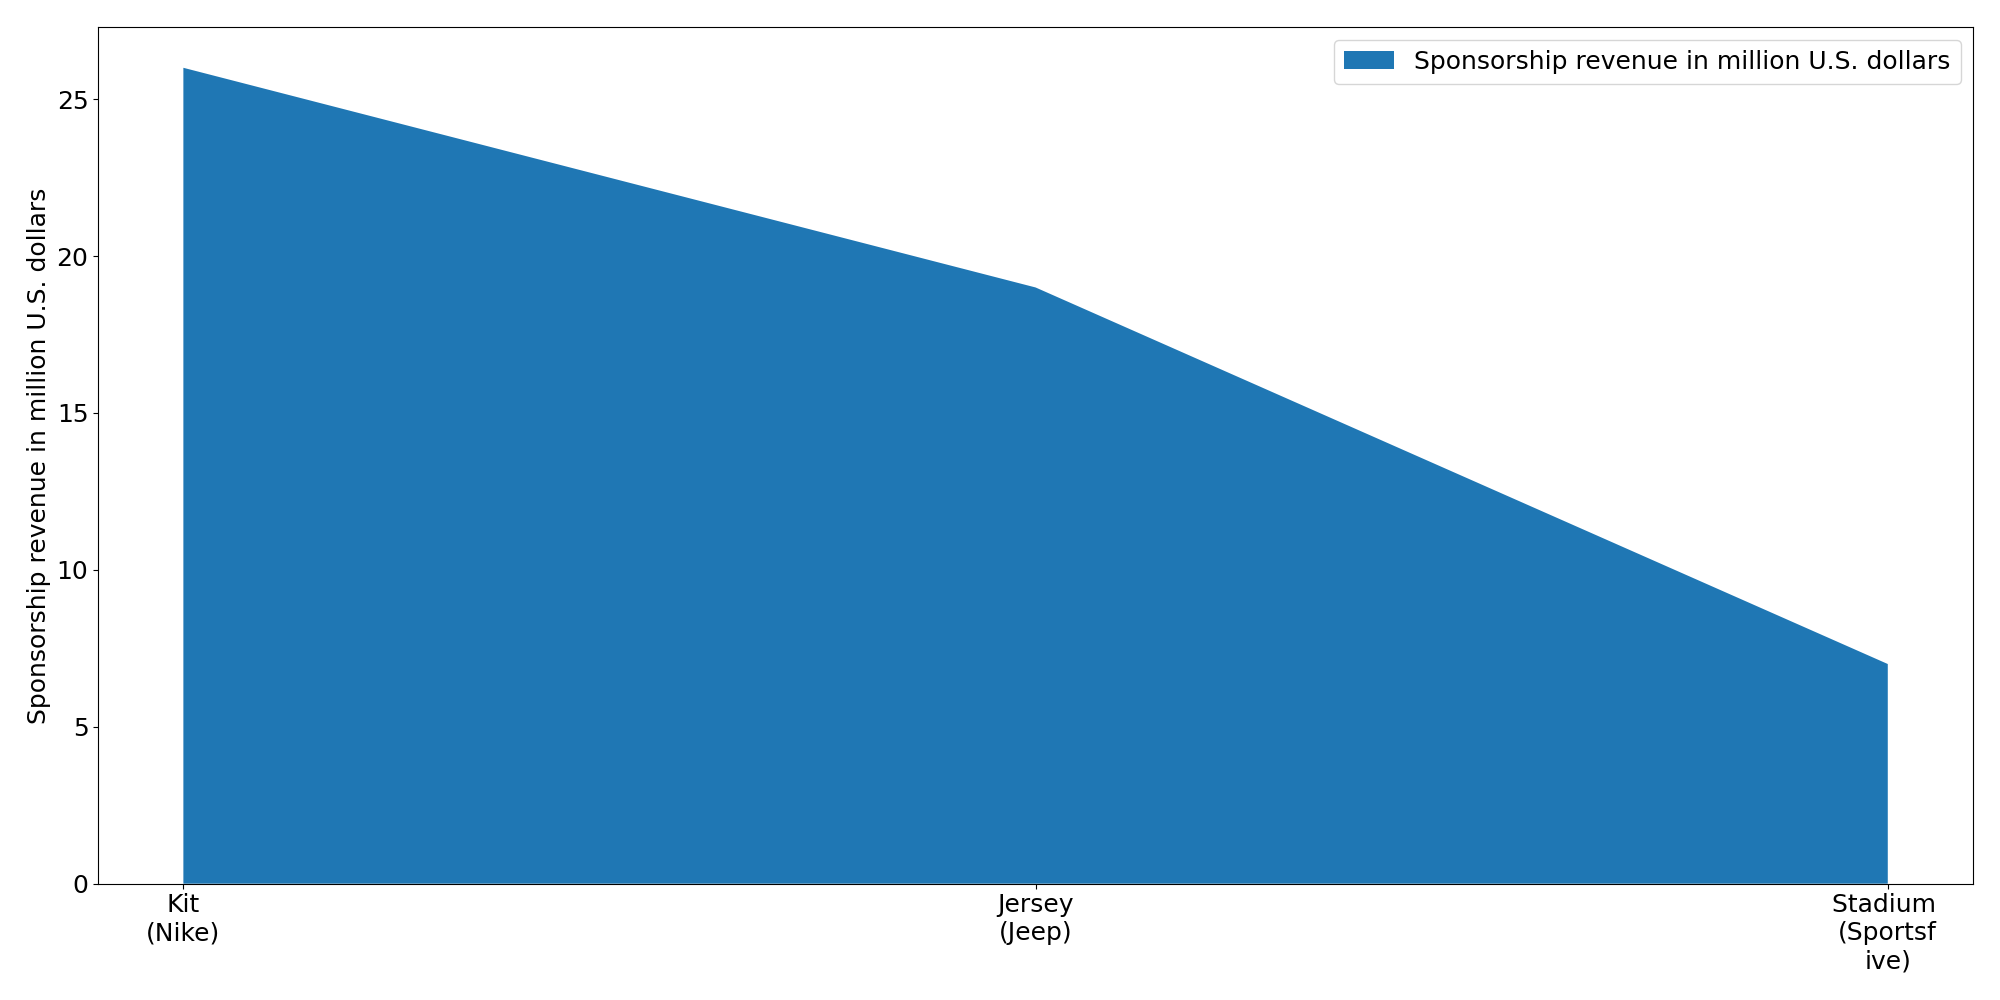 Sponsorship revenue in million U.S. dollars
Sponsorship revenue in million U.S. dollars
25
20
15
10
5
0
Kit
(Nike)
Jersey
(Jeep)
Stadium
(Sportsf
ive)